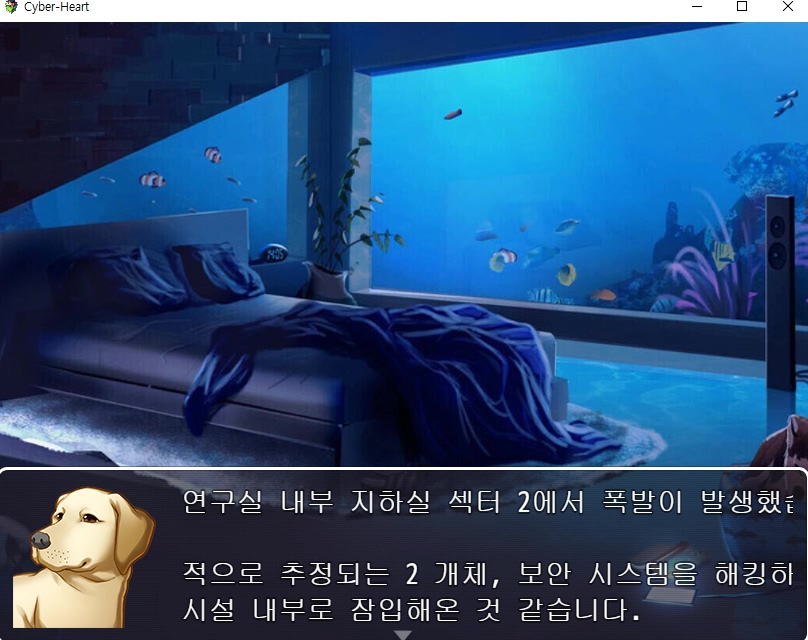 Cyber-Heart
연구실 내부 지하실 섹터 2에서 폭발이 발생했습
적으로 추정되는 2 개체, 보안 시스템을 해킹하
시설 내부로 잠입해온 것 같습니다.